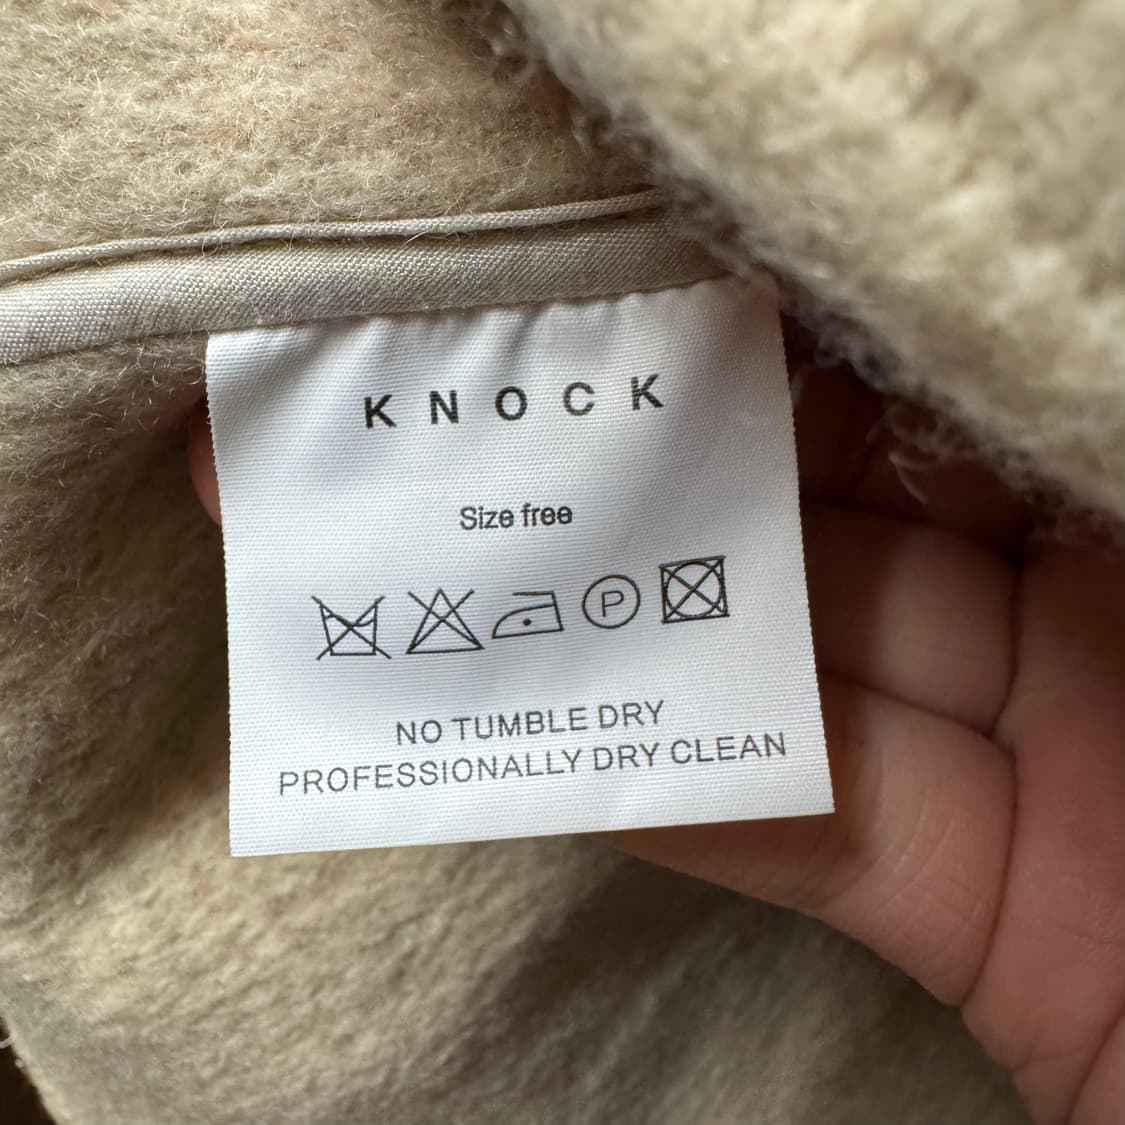 KNOCK
Size free
P
NO TUMBLE DRY
PROFESSIONALLY DRY CLEAN